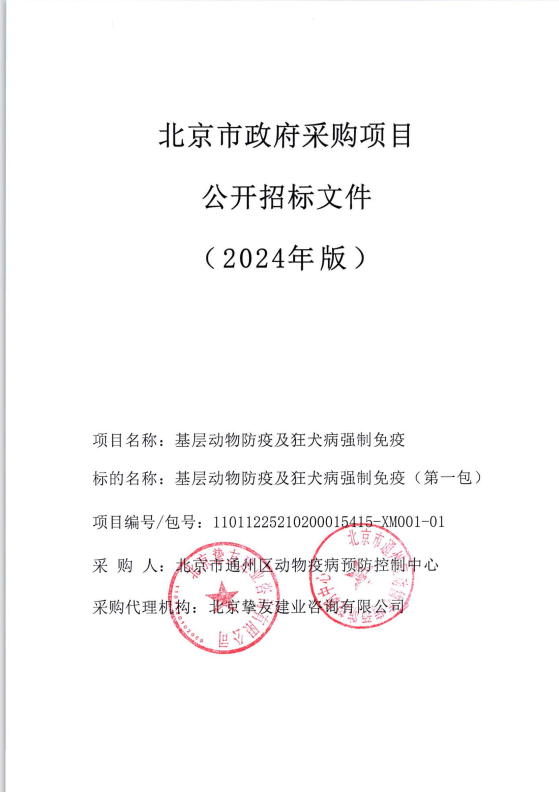 北京市政府采购项目
公开招标文件
（2024年版）
项目名称：基层动物防疫及狂犬病强制免疫
标的名称：基层动物防疫及狂犬病强制免疫（第一包）
项目编号/包号：11011225210200015415-XM001-01
采 购 人：北京市通州区动物疫病预防控制中心
采购代理机构：北京挚友建业咨询有限公司